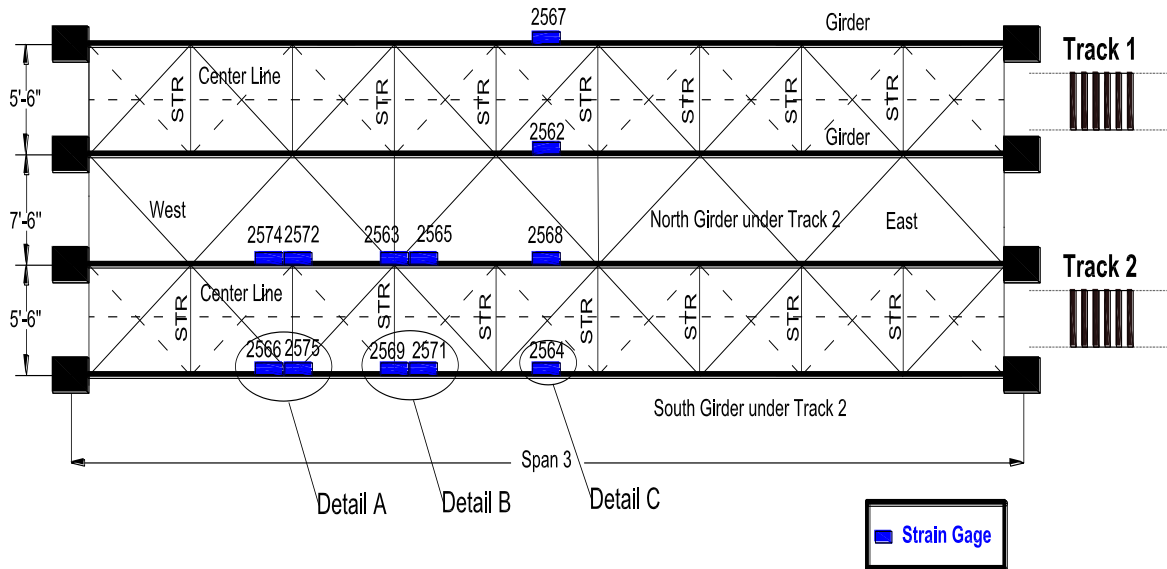 2567
Girder
Track 1
Center Line
5'-6"
STR
STR
STR
STR
STR
STR
STR
STR
2562
Girder
7'-6"
West
North Girder under Track 2
East
2574
2572
2563
2565
2568
Track 2
Center Line
5'-6"
STR
STR
STR
STR
STR
STR
STR
2566
2575
2569
2571
2564
South Girder under Track 2
Span 3
Detail A
Detail B
Detail C
Strain Gage